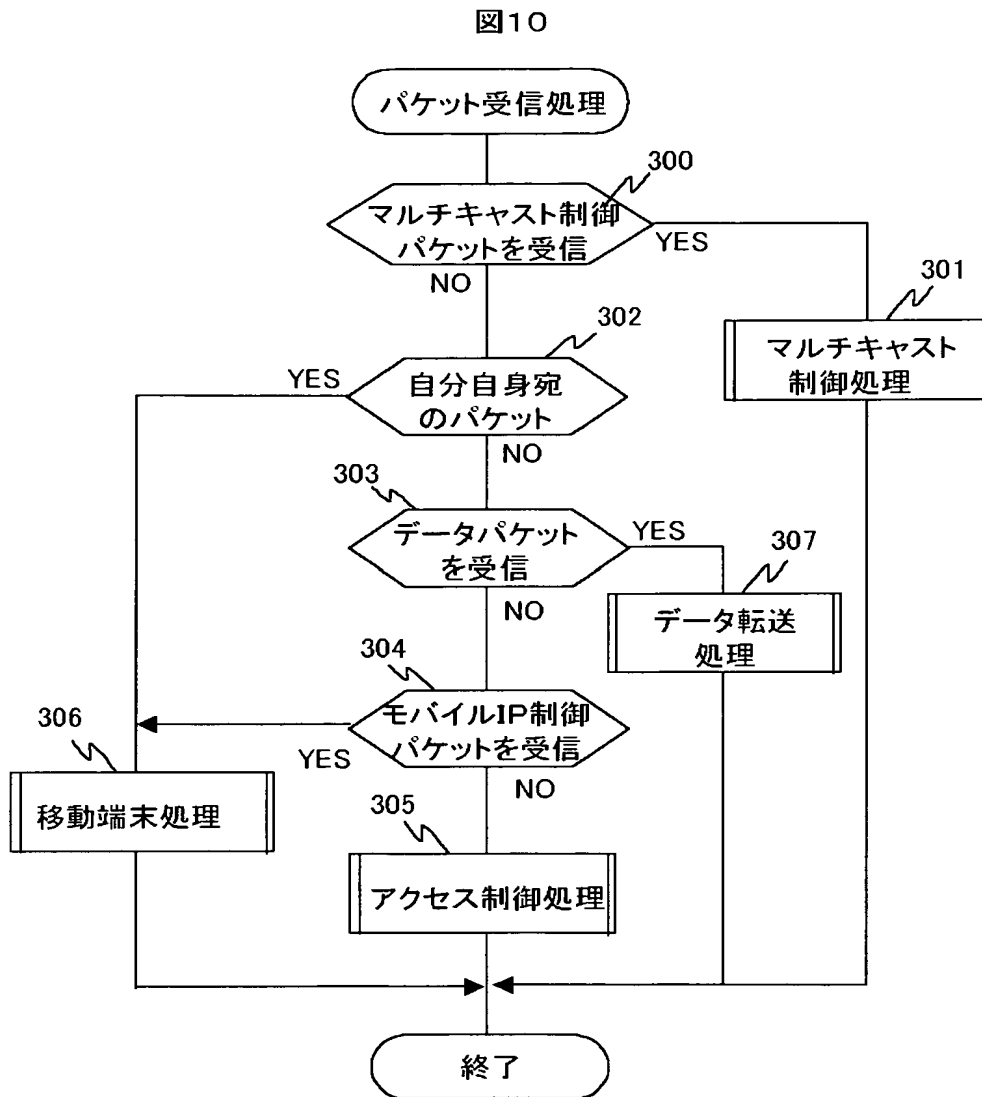 図10
パケット受信処理
300
マルチキャスト制御
パケットを受信
YES
NO
301
マルチキャスト
制御処理
302
YES
自分自身宛
のパケット
NO
303
データパケット
を受信
YES
NO
307
データ転送
処理
304
モバイルIP制御
パケットを受信
YES
NO
306
移動端末処理
305
アクセス制御処理
終了